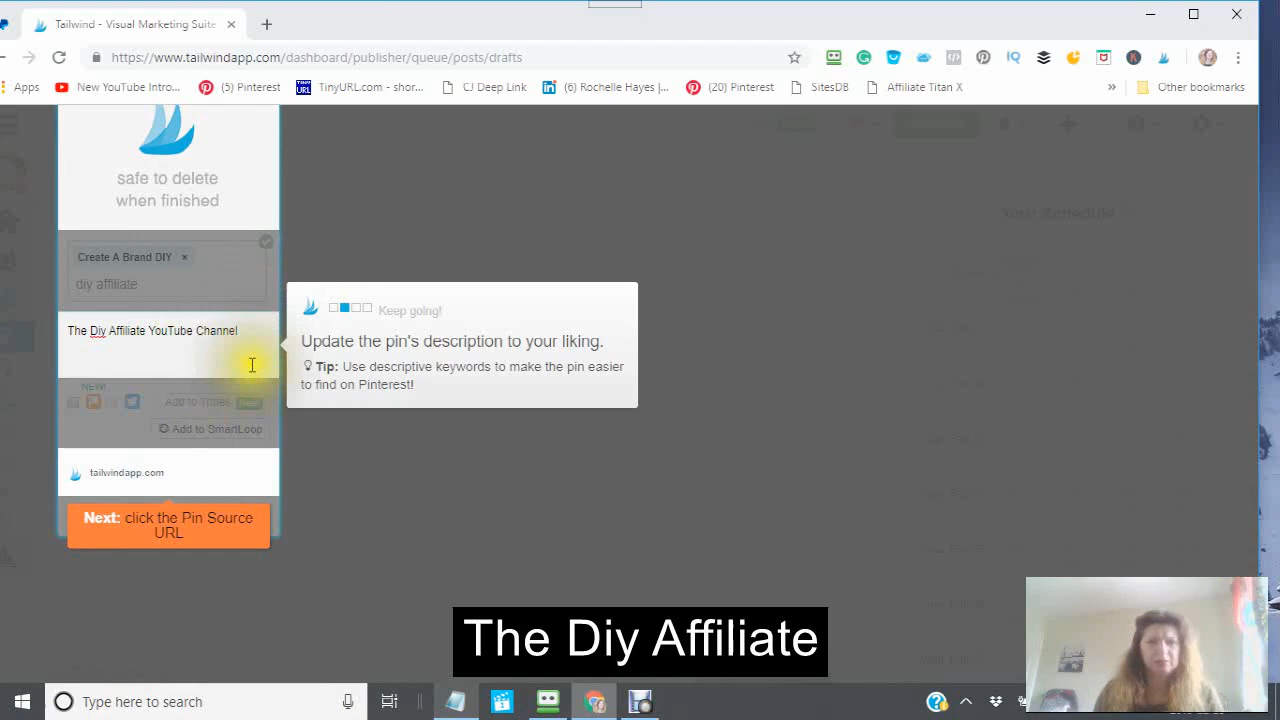 Tailwind - Visual Marketing Suite
https://www.tailwindapp.com/dashboard/publisher/queue/posts/drafts
Apps
New YouTube Intro...
(5) Pinterest
TinyURL.com - shor...
CJ Deep Link
(6) Rochelle Hayes |...
(20) Pinterest
SitesDB
Affiliate Titan X
»
Other bookmarks
safe to delete
when finished
Your Schedule
Create A Brand DIY ×
diy affiliate
Keep going!
The Diy Affiliate YouTube Channel
Update the pin's description to your liking.
Tip: Use descriptive keywords to make the pin easier
to find on Pinterest!
NEW!
Add to Tribes New!
Add to SmartLoop
tailwindapp.com
Next: click the Pin Source
URL
The Diy Affiliate
Type here to search